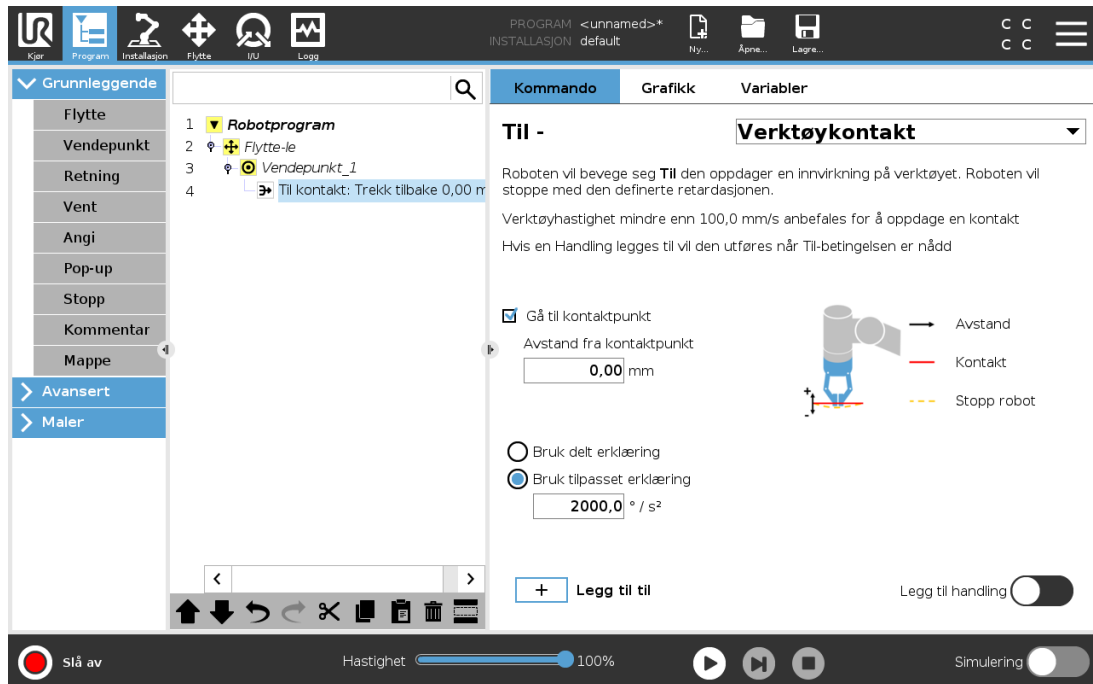 PROGRAM <unnamed>*
INSTALLASJON default
UR
Kjør
Program
Installasjon
Flytte
I/U
Logg
Ny...
Åpne...
Lagre...
C C
C C
Grunnleggende
Flytte
Vendepunkt
Retning
Vent
Angi
Pop-up
Stopp
Kommentar
Mappe
Avansert
Maler
1 Robotprogram
2 Flytte-le
3 Vendepunkt_1
4 Til kontakt: Trekk tilbake 0,00 m
Kommando Grafikk Variabler
Til - Verktøykontakt
Roboten vil bevege seg Til den oppdager en innvirkning på verktøyet. Roboten vil
stoppe med den definerte retardasjonen.
Verktøyhastighet mindre enn 100,0 mm/s anbefales for å oppdage en kontakt
Hvis en Handling legges til vil den utføres når Til-betingelsen er nådd
Gå til kontaktpunkt
Avstand fra kontaktpunkt
0,00 mm
+
-
Avstand
Kontakt
Stopp robot
Bruk delt erklæring
Bruk tilpasset erklæring
2000,0 ° / s²
+ Legg til til
Legg til handling
Slå av
Hastighet 100%
Simulering